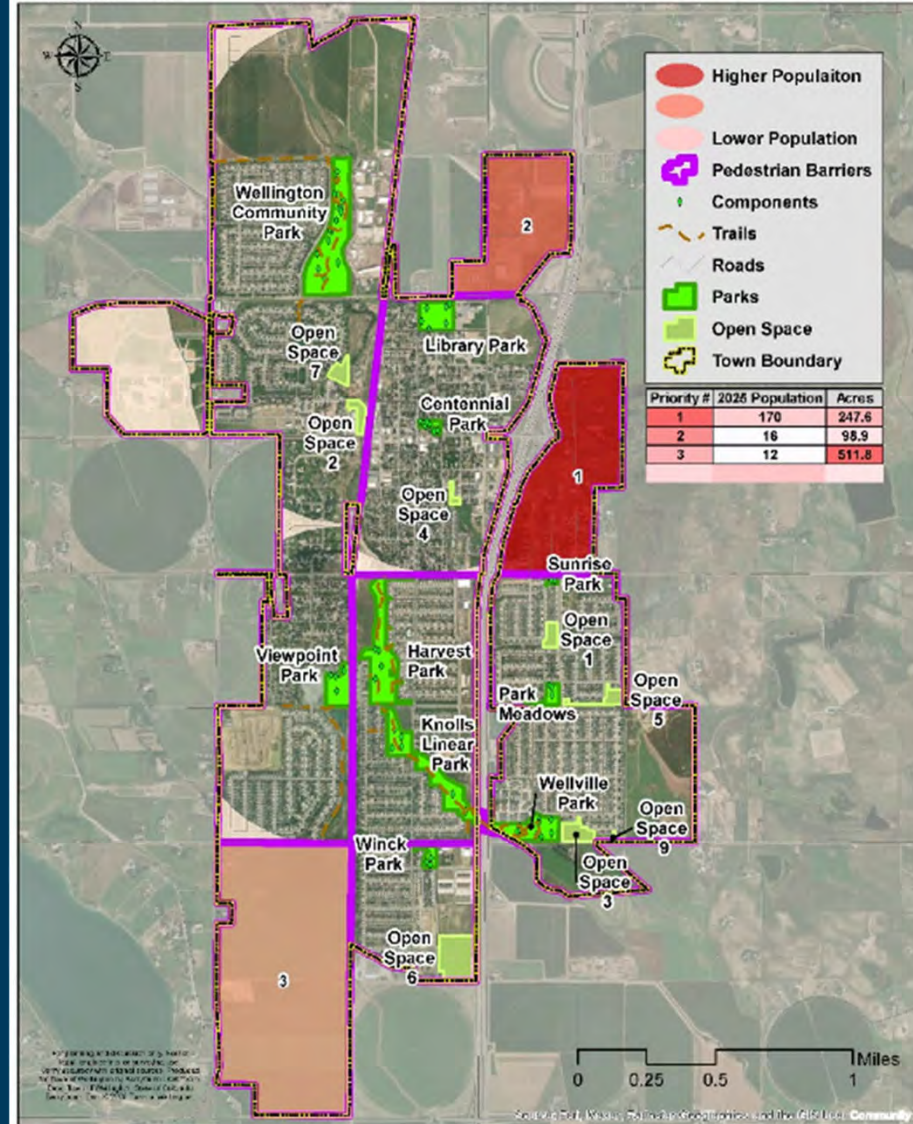 N
W
E
S
Higher Populaiton
Lower Population
Pedestrian Barriers
Components
Trails
Roads
Parks
Open Space
Town Boundary
Priority # 2025 Population Acres
1 170 247.6
2 16 98.9
3 12 511.8
Wellington
Community
Park
2
Open
Space
7
Library Park
Open
Space
2
Centennial
Park
Open
Space
4
1
Sunrise
Park
Open
Space
1
Viewpoint
Park
Harvest
Park
Park
Meadows
Open
Space
5
Knolls
Linear
Park
Wellville
Park
Open
Space
9
Winck
Park
Open
Space
3
Open
Space
6
3
Miles
0 0.25 0.5 1
Community